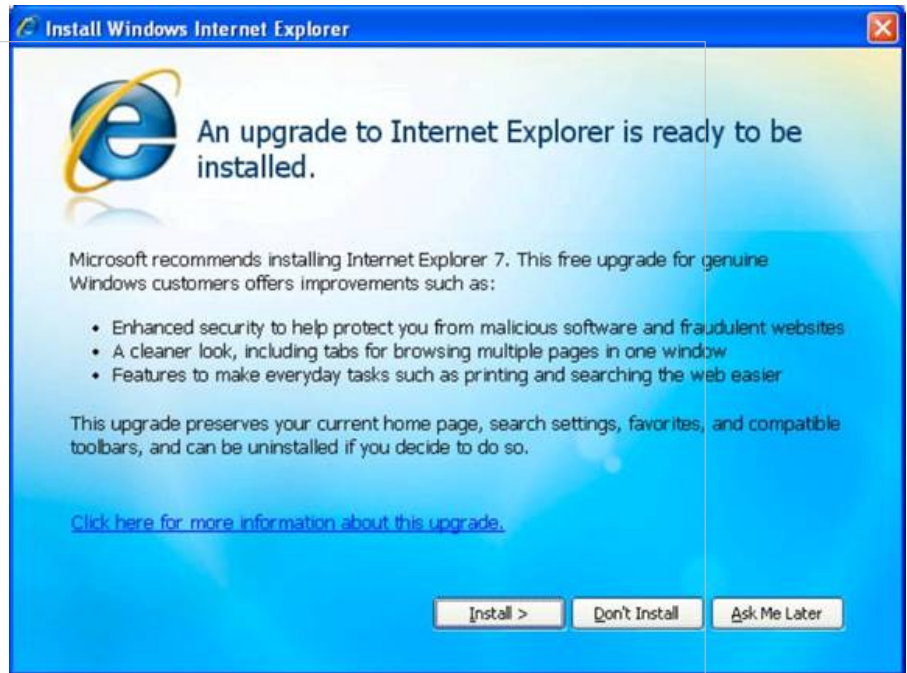 Install Windows Internet Explorer
An upgrade to Internet Explorer is ready to be
installed.
Microsoft recommends installing Internet Explorer 7. This free upgrade for genuine
Windows customers offers improvements such as:
• Enhanced security to help protect you from malicious software and fraudulent websites
• A cleaner look, including tabs for browsing multiple pages in one window
• Features to make everyday tasks such as printing and searching the web easier
This upgrade preserves your current home page, search settings, favorites, and compatible
toolbars, and can be uninstalled if you decide to do so.
Click here for more information about this upgrade.
Install > Don't Install Ask Me Later